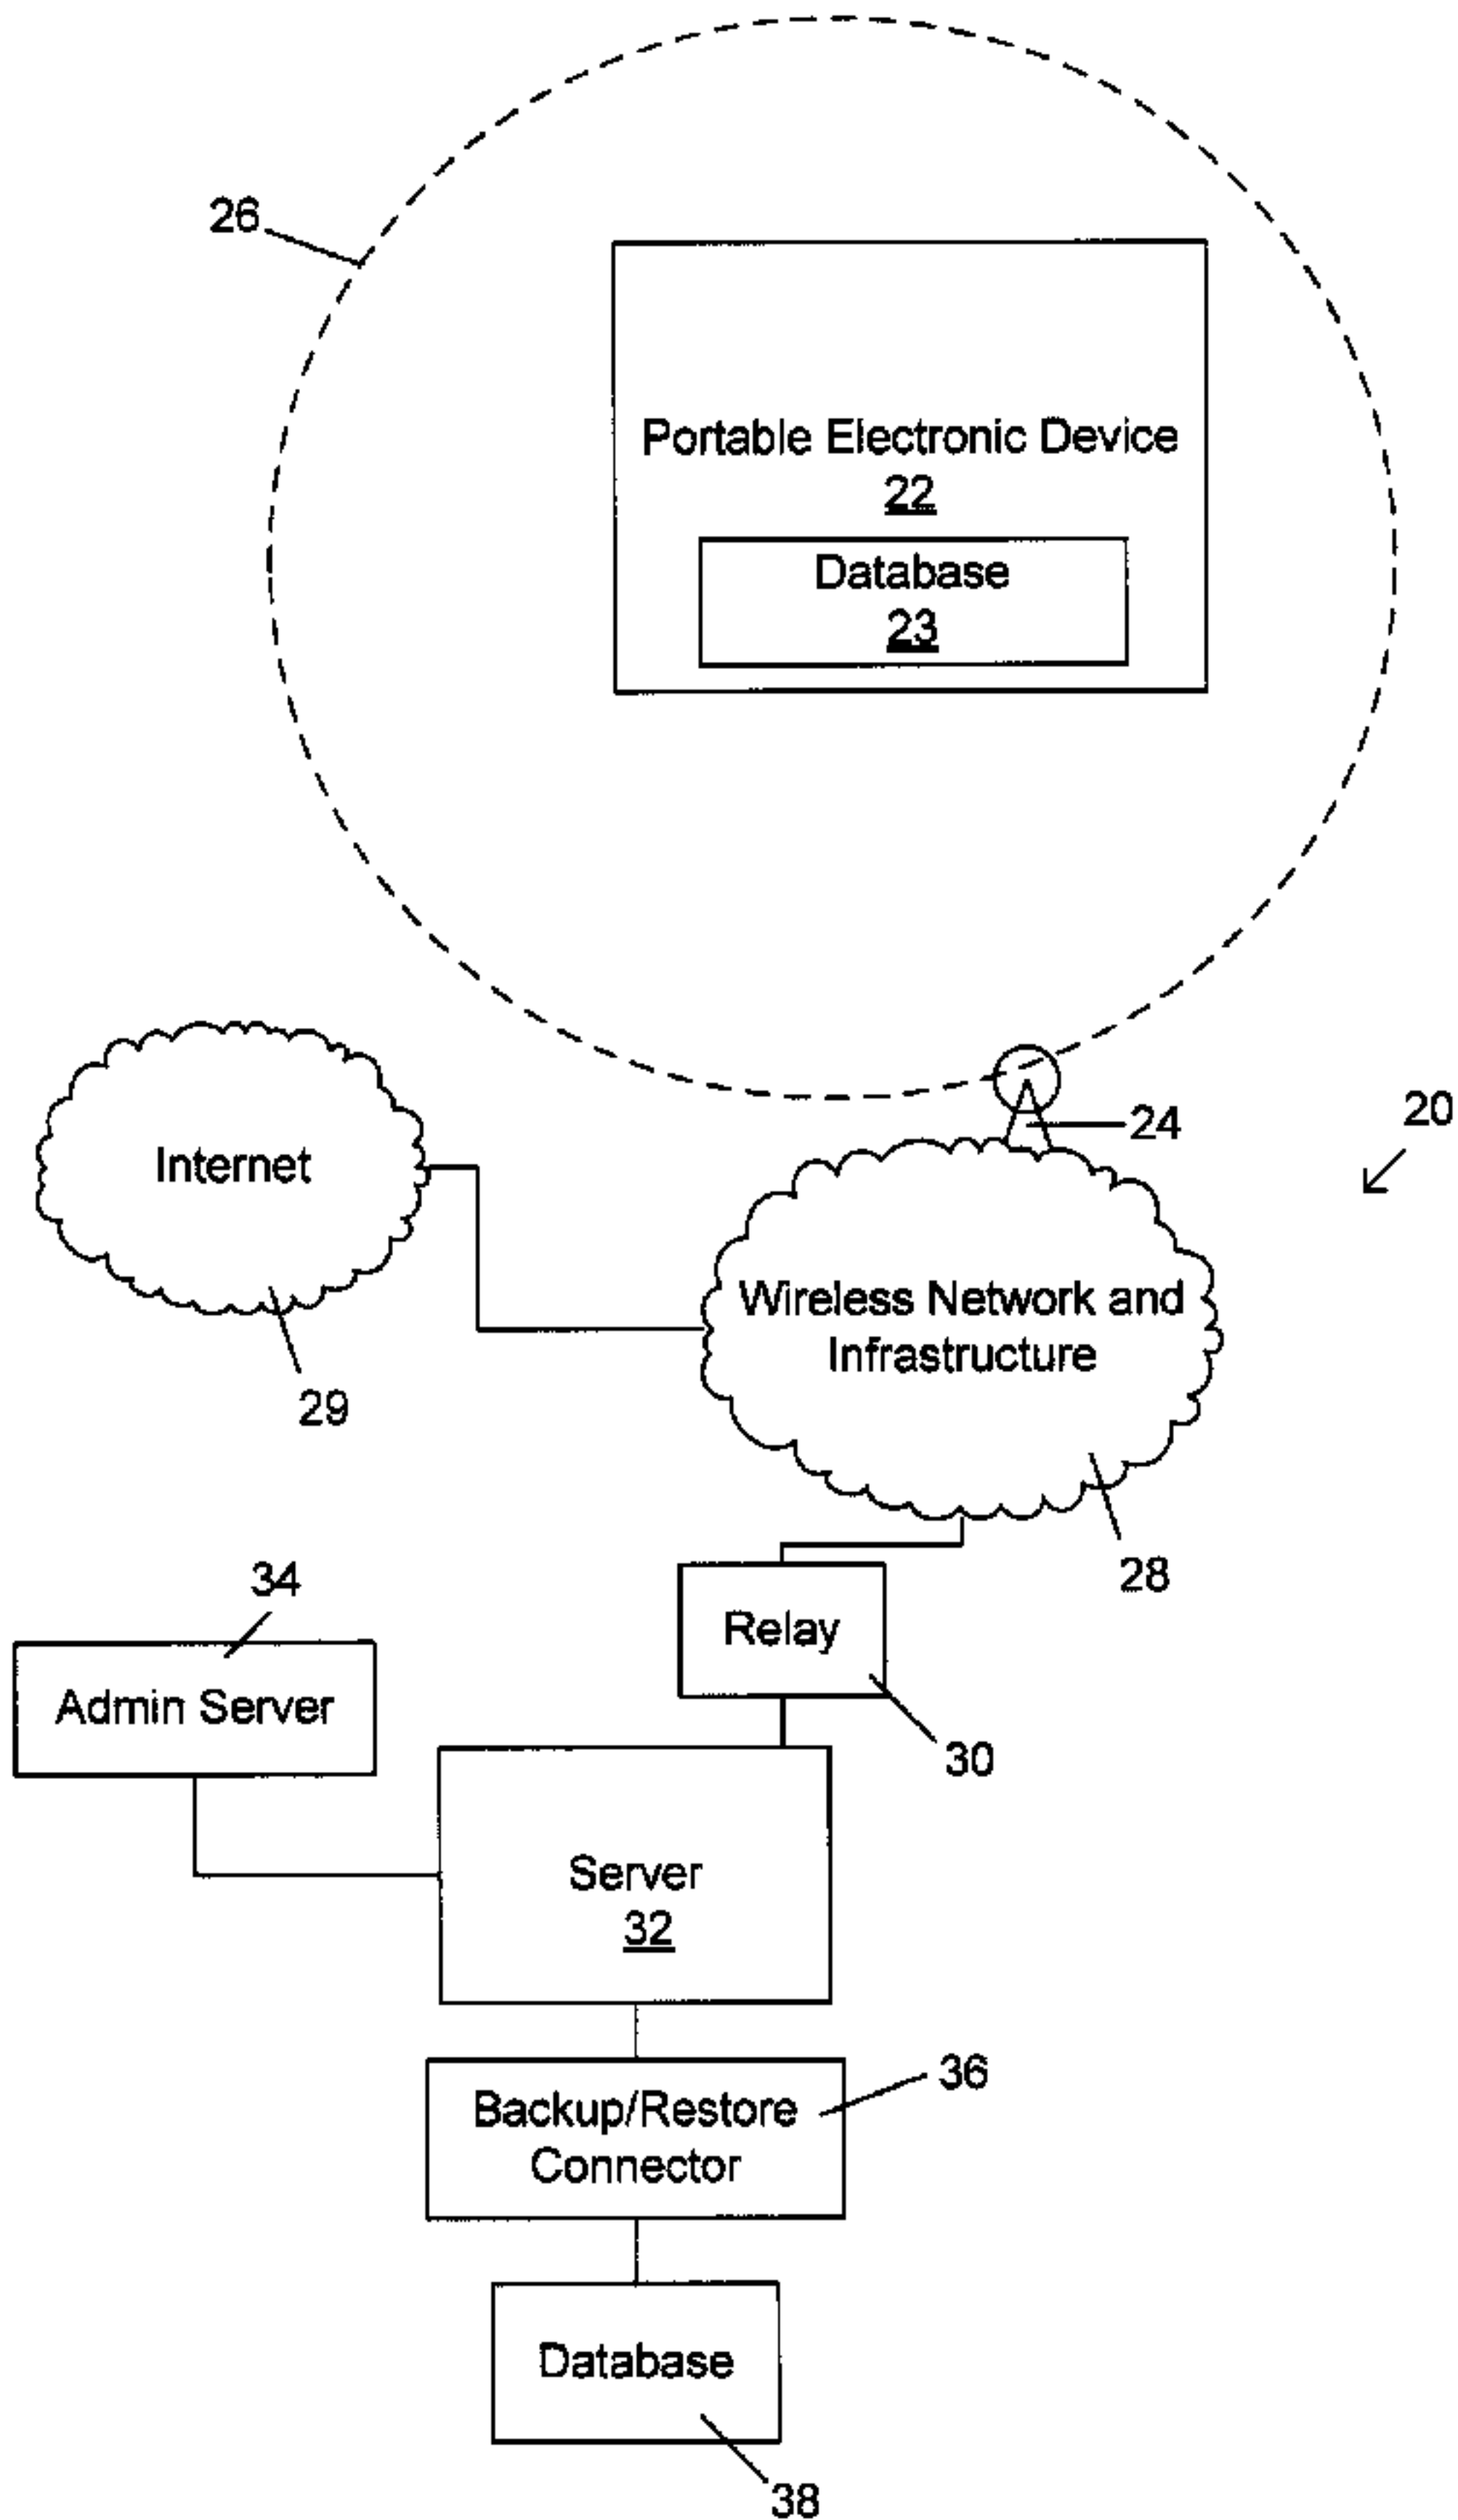 26
Portable Electronic Device
22
Database
23
24
20
Internet
Wireless Network and
Infrastructure
29
28
34
Relay
Admin Server
30
Server
32
36
Backup/Restore
Connector
Database
38